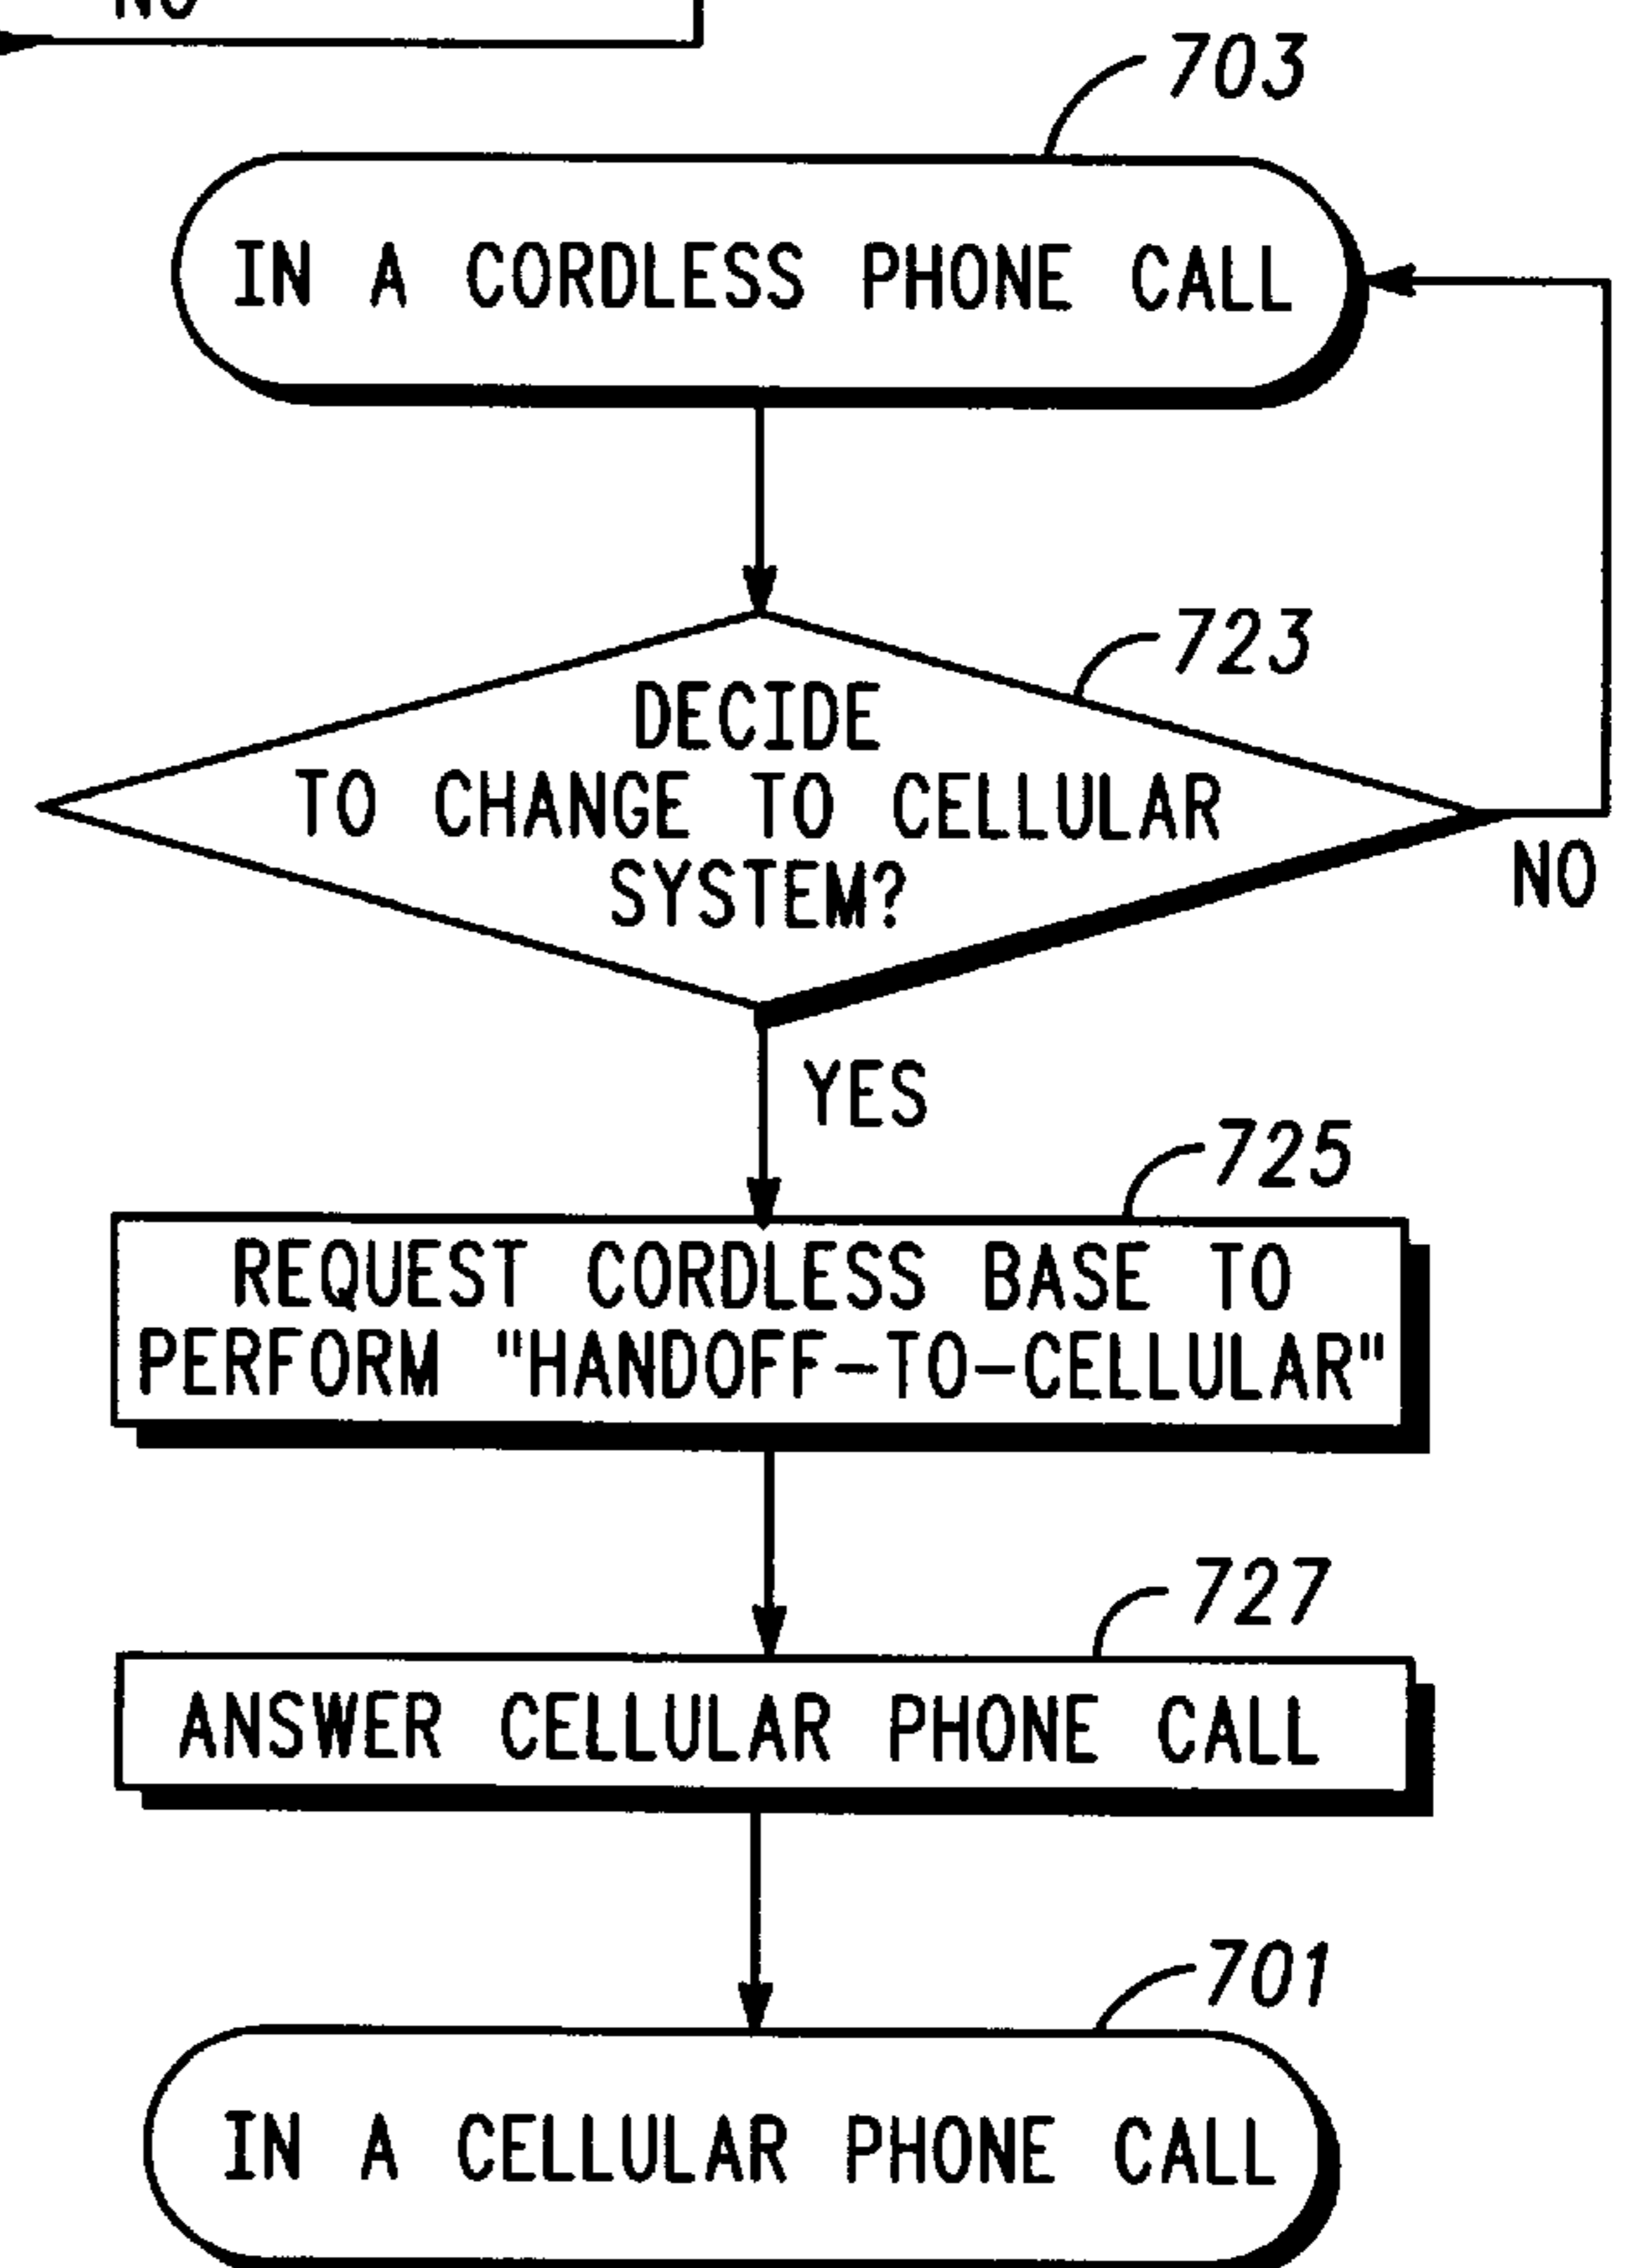 NO
703
IN A CORDLESS PHONE CALL
723
DECIDE
TO CHANGE TO CELLULAR
SYSTEM?
NO
YES
725
REQUEST CORDLESS BASE TO
PERFORM "HANDOFF-TO-CELLULAR"
727
ANSWER CELLULAR PHONE CALL
701
IN A CELLULAR PHONE CALL